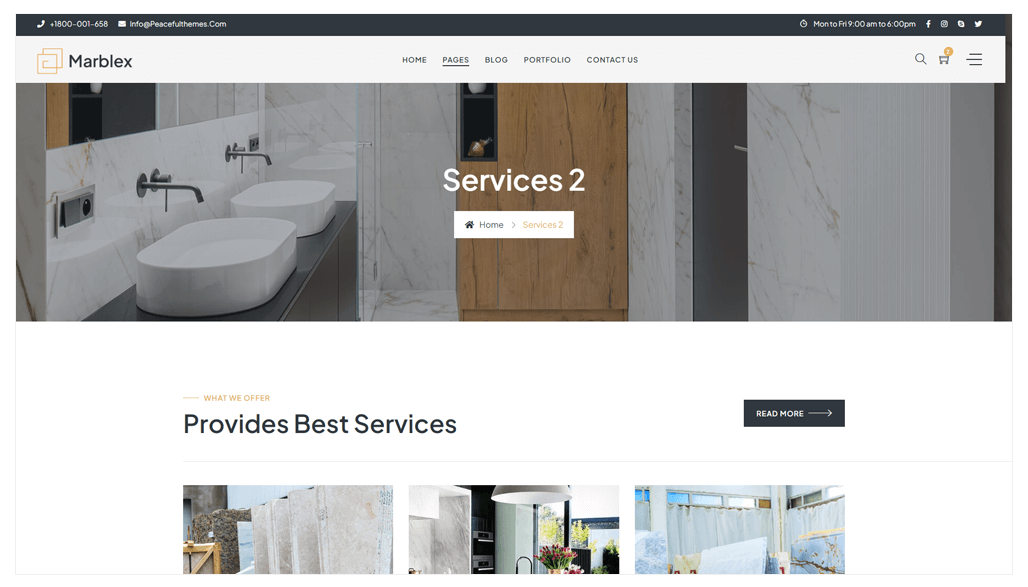 +1800-001-658 Info@Peacefulthemes.Com Mon to Fri 9:00 am to 6:00pm
Marblex HOME PAGES BLOG PORTFOLIO CONTACT US 2
Services 2
Home Services 2
WHAT WE OFFER
Provides Best Services
READ MORE